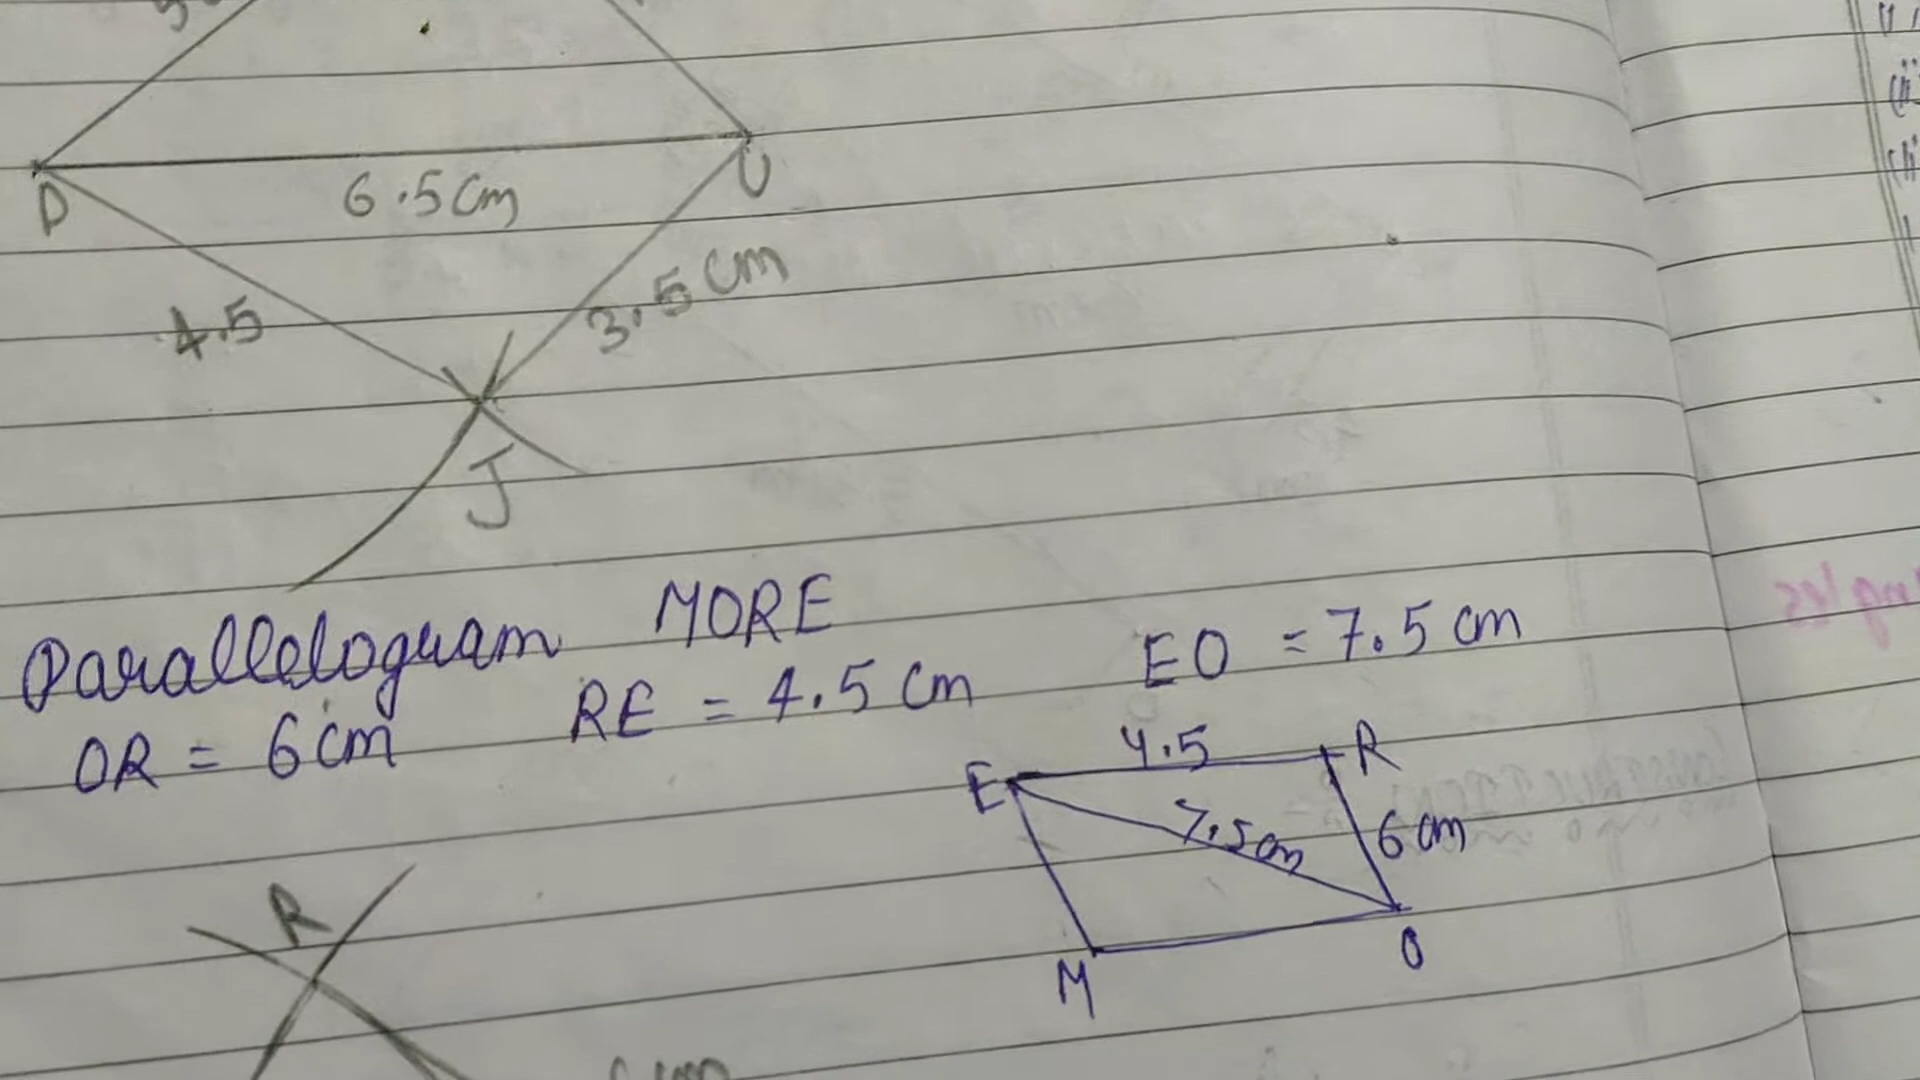 D
6.5 cm
U
4.5
3.5 cm
J
Parallelogram MORE
OR = 6 cm RE = 4.5 cm EO = 7.5 cm
E
4.5
R
7.5 cm
6 cm
M
O
R